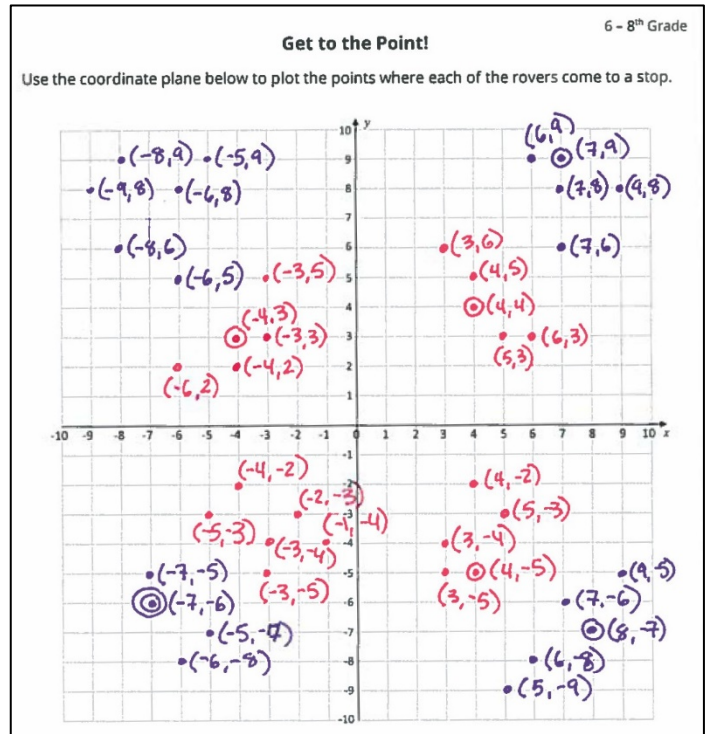 6 – 8th Grade
Get to the Point!
Use the coordinate plane below to plot the points where each of the rovers come to a stop.
y
10
(6,9)
(-8,9) (-5,9) 9 (7,9)
(-9,8) (-6,8) 8 (7,8) (9,8)
7
(-8,6) 6 (3,6) (7,6)
(-6,5) (-3,5) 5 (4,5)
4 (4,4)
(-4,3)
(-3,3) 3 (6,3)
(5,3)
(-4,2) 2
(-6,2)
1
-10 -9 -8 -7 -6 -5 -4 -3 -2 -1 0 1 2 3 4 5 6 7 8 9 10 x
-1
(-4,-2) -2 (4,-2)
(-2,-3) -3 (5,-3)
(-5,-3) (-1,-4)
(-3,-4) -4 (3,-4)
(-7,-5) (-3,-5) -5 (4,-5) (9,-5)
(3,-5)
(-7,-6) -6 (7,-6)
(-5,-7) -7 (8,-7)
(-6,-8) -8 (6,-8)
-9 (5,-9)
-10